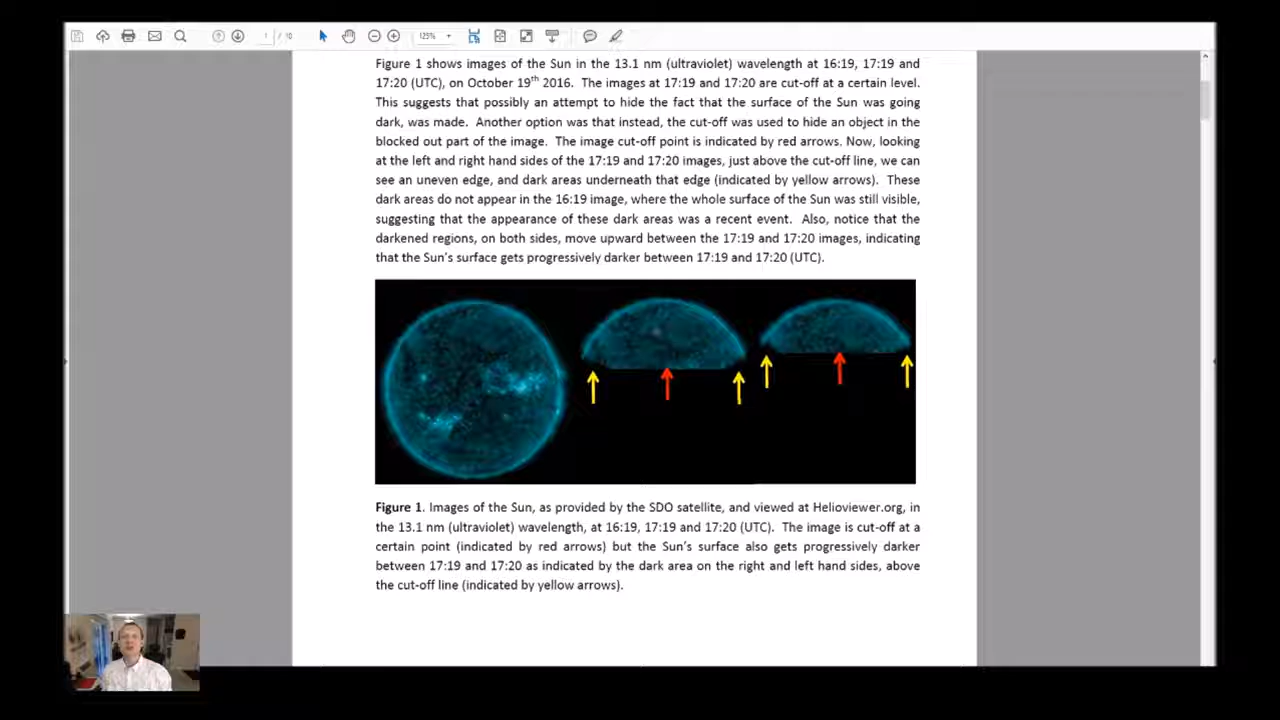 125%
Figure 1 shows images of the Sun in the 13.1 nm (ultraviolet) wavelength at 16:19, 17:19 and
17:20 (UTC), on October 19th 2016. The images at 17:19 and 17:20 are cut-off at a certain level.
This suggests that possibly an attempt to hide the fact that the surface of the Sun was going
dark, was made. Another option was that instead, the cut-off was used to hide an object in the
blocked out part of the image. The image cut-off point is indicated by red arrows. Now, looking
at the left and right hand sides of the 17:19 and 17:20 images, just above the cut-off line, we can
see an uneven edge, and dark areas underneath that edge (indicated by yellow arrows). These
dark areas do not appear in the 16:19 image, where the whole surface of the Sun was still visible,
suggesting that the appearance of these dark areas was a recent event. Also, notice that the
darkened regions, on both sides, move upward between the 17:19 and 17:20 images, indicating
that the Sun's surface gets progressively darker between 17:19 and 17:20 (UTC).
Figure 1. Images of the Sun, as provided by the SDO satellite, and viewed at Helioviewer.org, in
the 13.1 nm (ultraviolet) wavelength, at 16:19, 17:19 and 17:20 (UTC). The image is cut-off at a
certain point (indicated by red arrows) but the Sun's surface also gets progressively darker
between 17:19 and 17:20 as indicated by the dark area on the right and left hand sides, above
the cut-off line (indicated by yellow arrows).